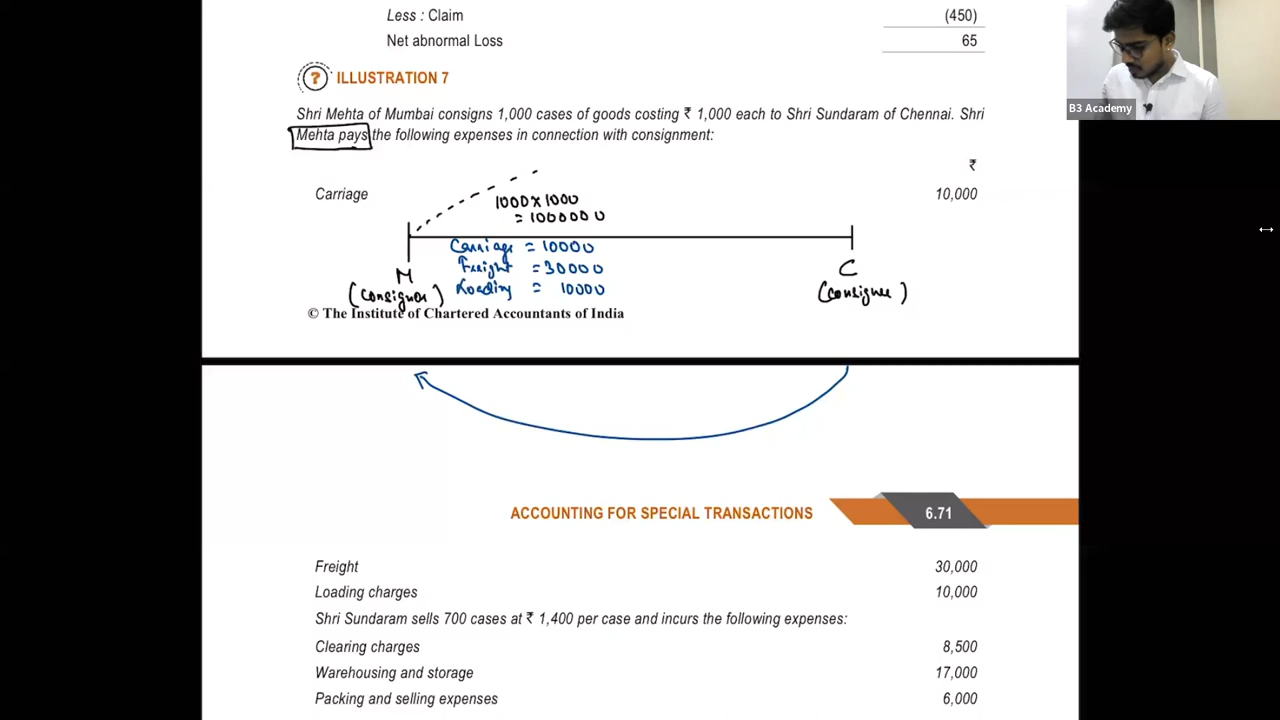 Less : Claim (450)
Net abnormal Loss 65
? ILLUSTRATION 7
Shri Mehta of Mumbai consigns 1,000 cases of goods costing ₹ 1,000 each to Shri Sundaram of Chennai. Shri
Mehta pays the following expenses in connection with consignment:
₹
Carriage 10,000
1000 x 1000
= 1000000
Carriage = 10000
Freight = 30000
Loading = 10000
M
(consignor)
C
(consignee)
© The Institute of Chartered Accountants of India
ACCOUNTING FOR SPECIAL TRANSACTIONS 6.71
Freight 30,000
Loading charges 10,000
Shri Sundaram sells 700 cases at ₹ 1,400 per case and incurs the following expenses:
Clearing charges 8,500
Warehousing and storage 17,000
Packing and selling expenses 6,000
B3 Academy